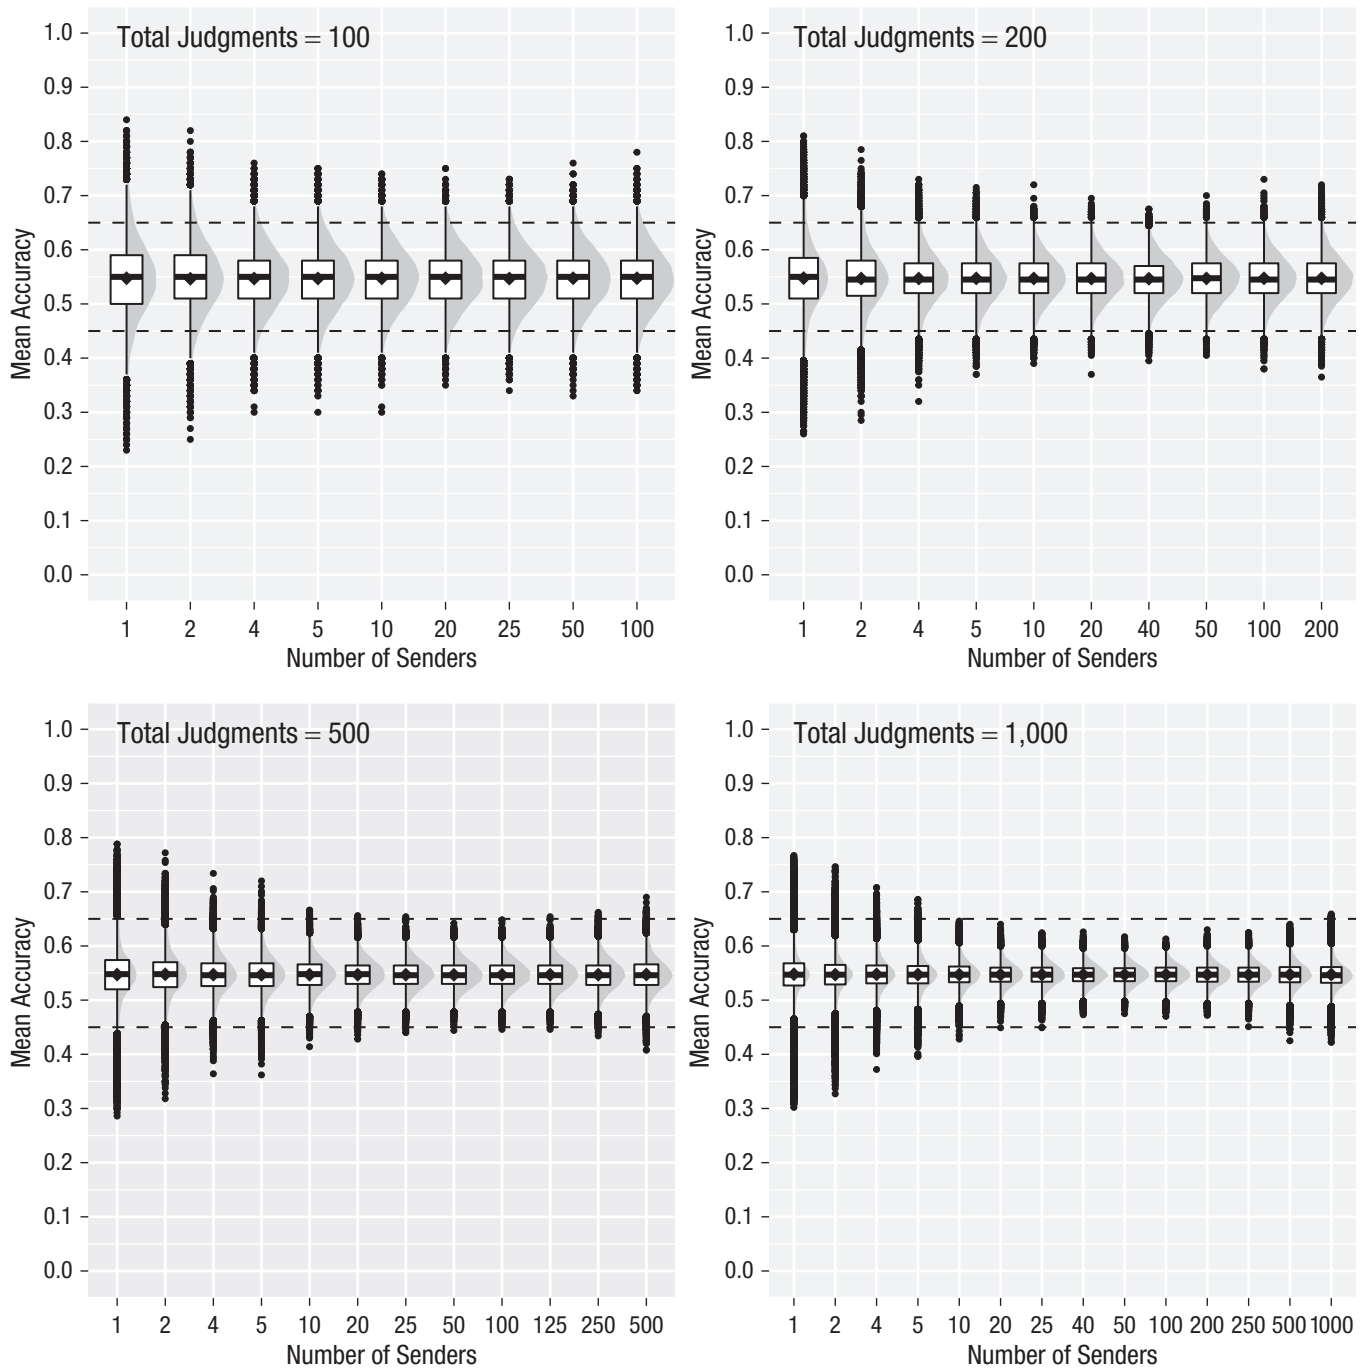 Total Judgments = 100
Mean Accuracy
1.0
0.9
0.8
0.7
0.6
0.5
0.4
0.3
0.2
0.1
0.0
1 2 4 5 10 20 25 50 100
Number of Senders
Total Judgments = 200
Mean Accuracy
1.0
0.9
0.8
0.7
0.6
0.5
0.4
0.3
0.2
0.1
0.0
1 2 4 5 10 20 40 50 100 200
Number of Senders
Total Judgments = 500
Mean Accuracy
1.0
0.9
0.8
0.7
0.6
0.5
0.4
0.3
0.2
0.1
0.0
1 2 4 5 10 20 25 50 100 125 250 500
Number of Senders
Total Judgments = 1,000
Mean Accuracy
1.0
0.9
0.8
0.7
0.6
0.5
0.4
0.3
0.2
0.1
0.0
1 2 4 5 10 20 25 40 50 100 200 250 500 1000
Number of Senders